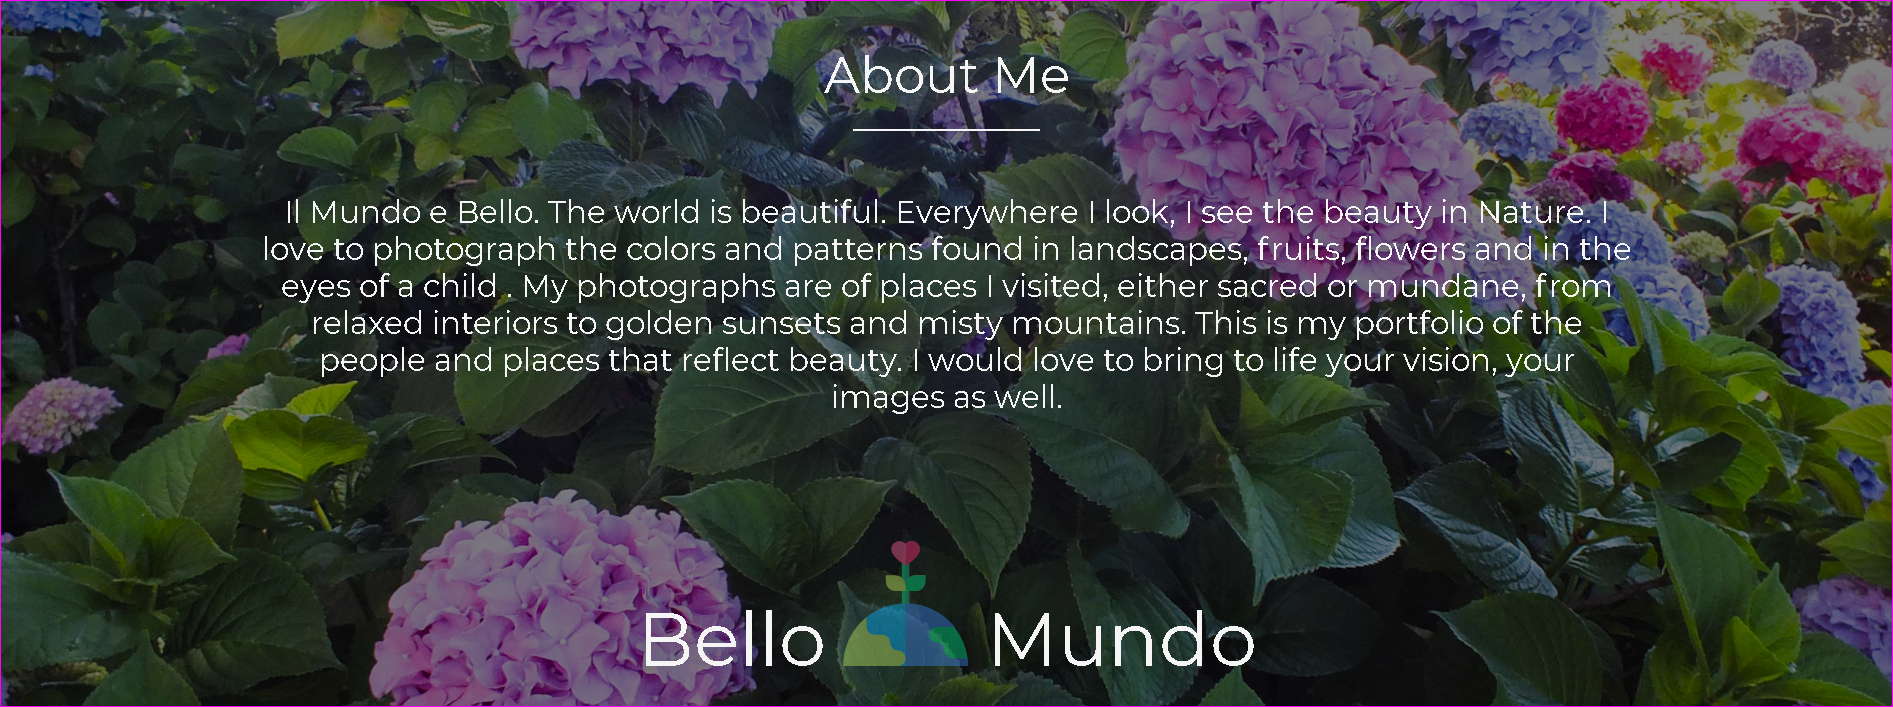 About Me
Il Mundo e Bello. The world is beautiful. Everywhere I look, I see the beauty in Nature. I
love to photograph the colors and patterns found in landscapes, fruits, flowers and in the
eyes of a child . My photographs are of places I visited, either sacred or mundane, from
relaxed interiors to golden sunsets and misty mountains. This is my portfolio of the
people and places that reflect beauty. I would love to bring to life your vision, your
images as well.
Bello Mundo